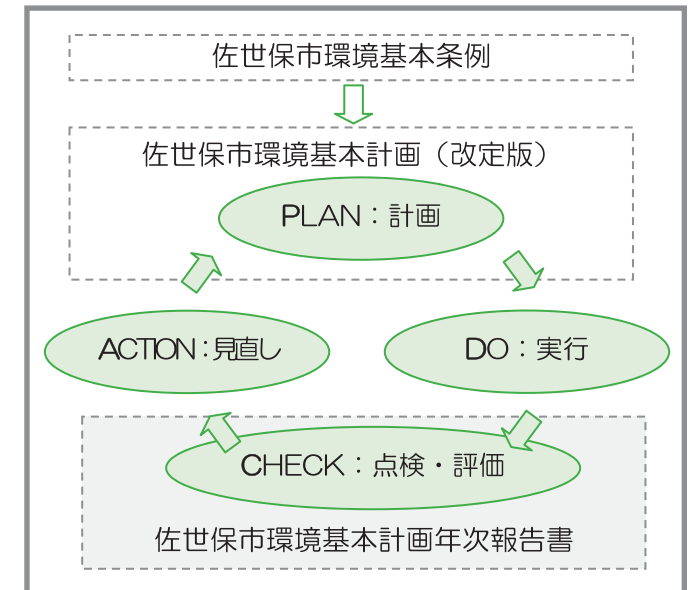 佐世保市環境基本条例
佐世保市環境基本計画（改定版）
PLAN：計画
ACTION：見直し
DO：実行
CHECK：点検・評価
佐世保市環境基本計画年次報告書